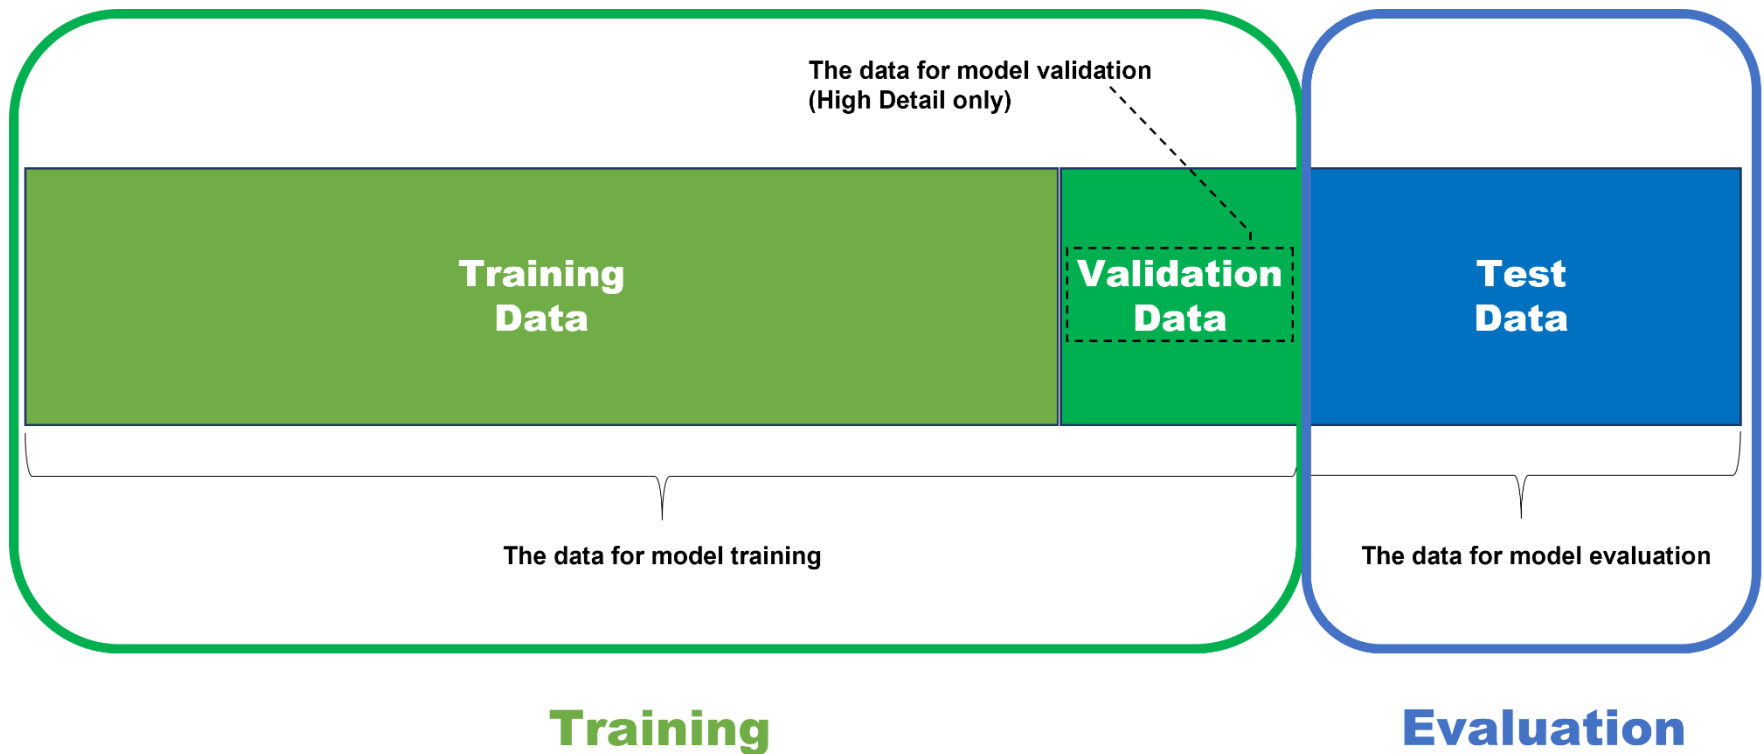 The data for model validation
(High Detail only)
Training
Data
Validation
Data
Test
Data
The data for model training
The data for model evaluation
Training
Evaluation